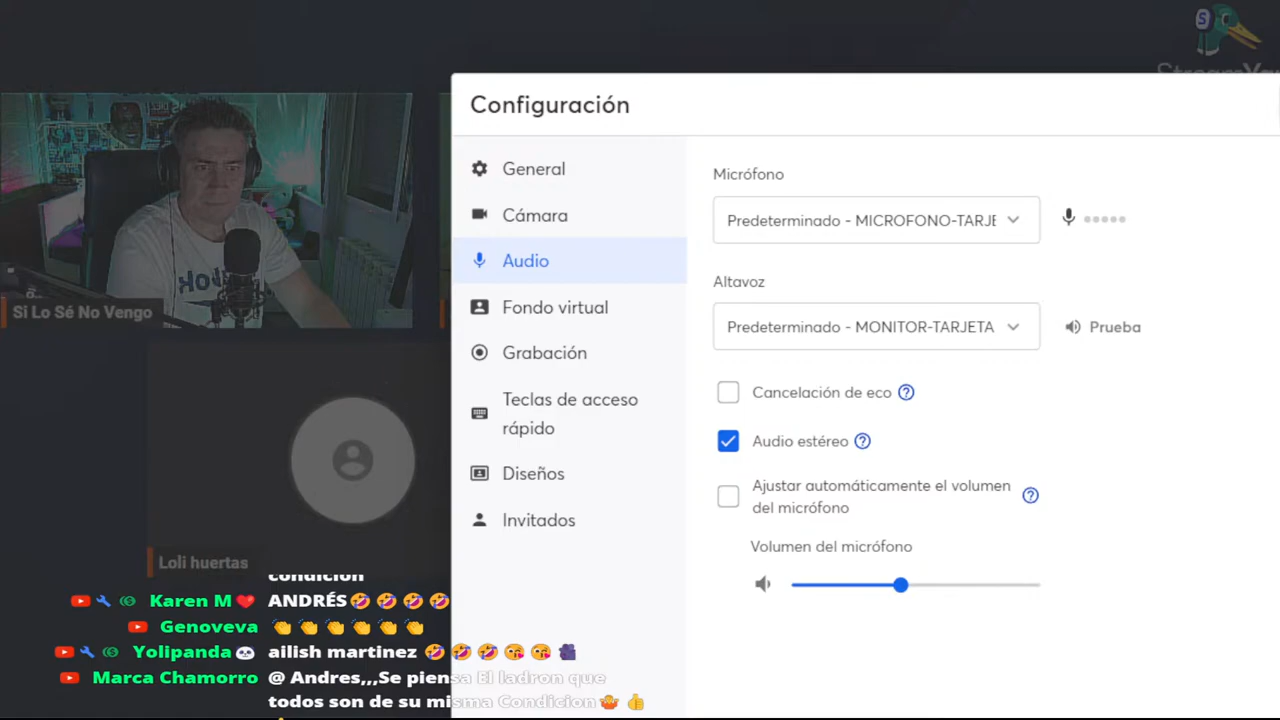 Configuración
General
Cámara
Audio
Fondo virtual
Grabación
Teclas de acceso
rápido
Diseños
Invitados
Micrófono
Predeterminado - MICROFONO-TARJE
Altavoz
Predeterminado - MONITOR-TARJETA
Prueba
Cancelación de eco
Audio estéreo
Ajustar automáticamente el volumen
del micrófono
Volumen del micrófono
Si Lo Sé No Vengo
Loli huertas
condicion
Karen M❤️ ANDRÉS🤣🤣🤣🤣
Genoveva 👏👏👏👏👏👏
Yolipanda🐼 ailish martinez 🤣🤣🤣😘😘
Marca Chamorro @ Andres,,,Se piensa El ladron que
todos son de su misma Condicion 🤷 👍